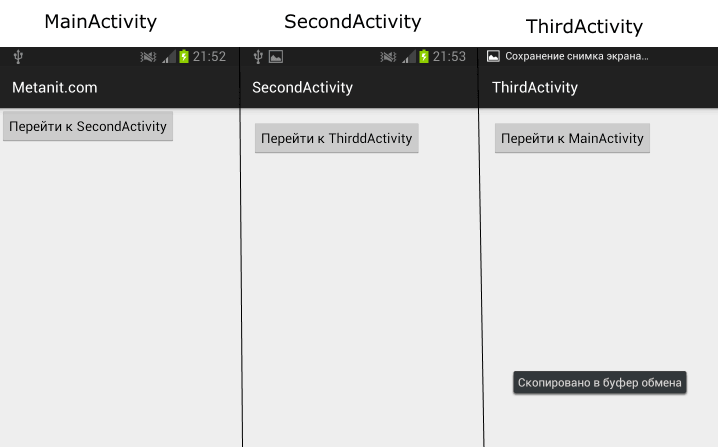 MainActivity
SecondActivity
ThirdActivity
21:52
21:53
Сохранение снимка экрана...
Metanit.com
SecondActivity
ThirdActivity
Перейти к SecondActivity
Перейти к ThirddActivity
Перейти к MainActivity
Скопировано в буфер обмена